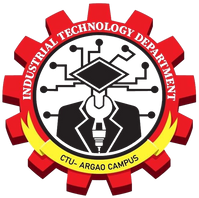 INDUSTRIAL TECHNOLOGY DEPARTMENT
CTU- ARGAO CAMPUS